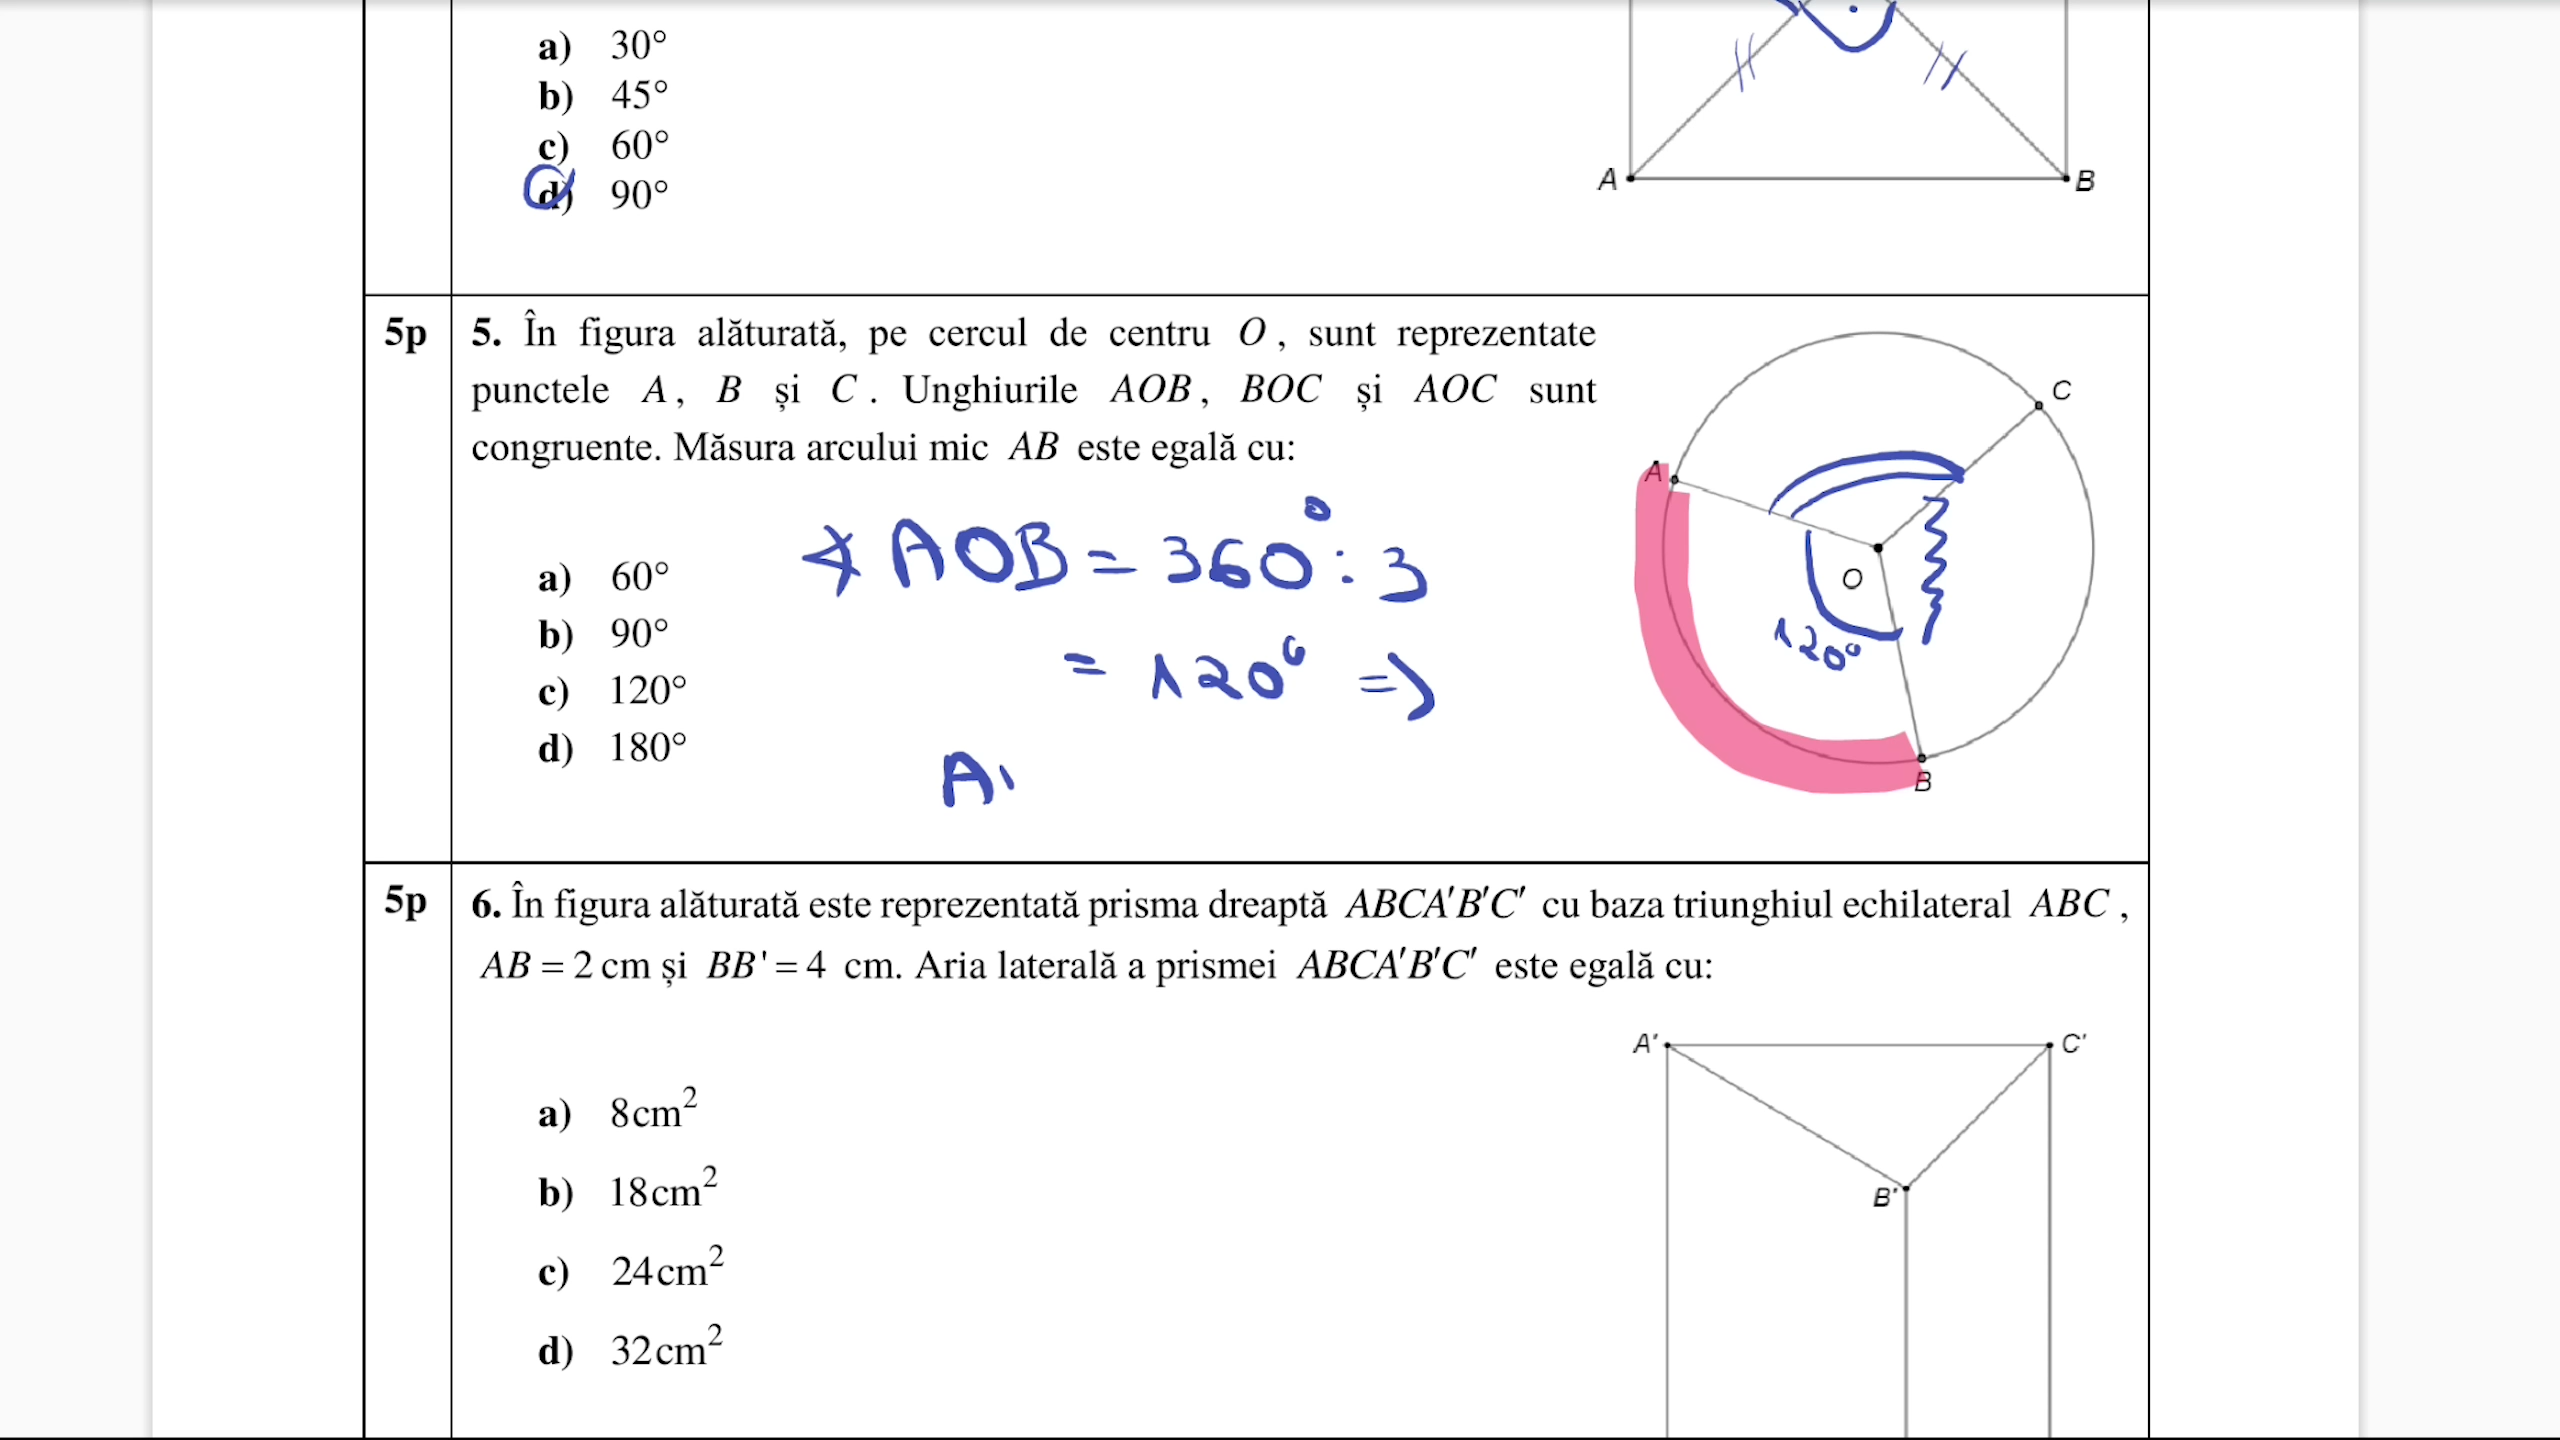 a) 30°
b) 45°
c) 60°
d) 90°
A B
5p
5. În figura alăturată, pe cercul de centru O , sunt reprezentate
punctele A , B și C . Unghiurile AOB , BOC și AOC sunt
congruente. Măsura arcului mic AB este egală cu:
a) 60°
b) 90°
c) 120°
d) 180°
∢ AOB = 360° : 3
= 120° =>
A
C
A
O
120°
B
5p
6. În figura alăturată este reprezentată prisma dreaptă ABCA'B'C' cu baza triunghiul echilateral ABC ,
AB = 2 cm și BB' = 4 cm. Aria laterală a prismei ABCA'B'C' este egală cu:
a) 8cm²
b) 18cm²
c) 24cm²
d) 32cm²
A' C'
B'